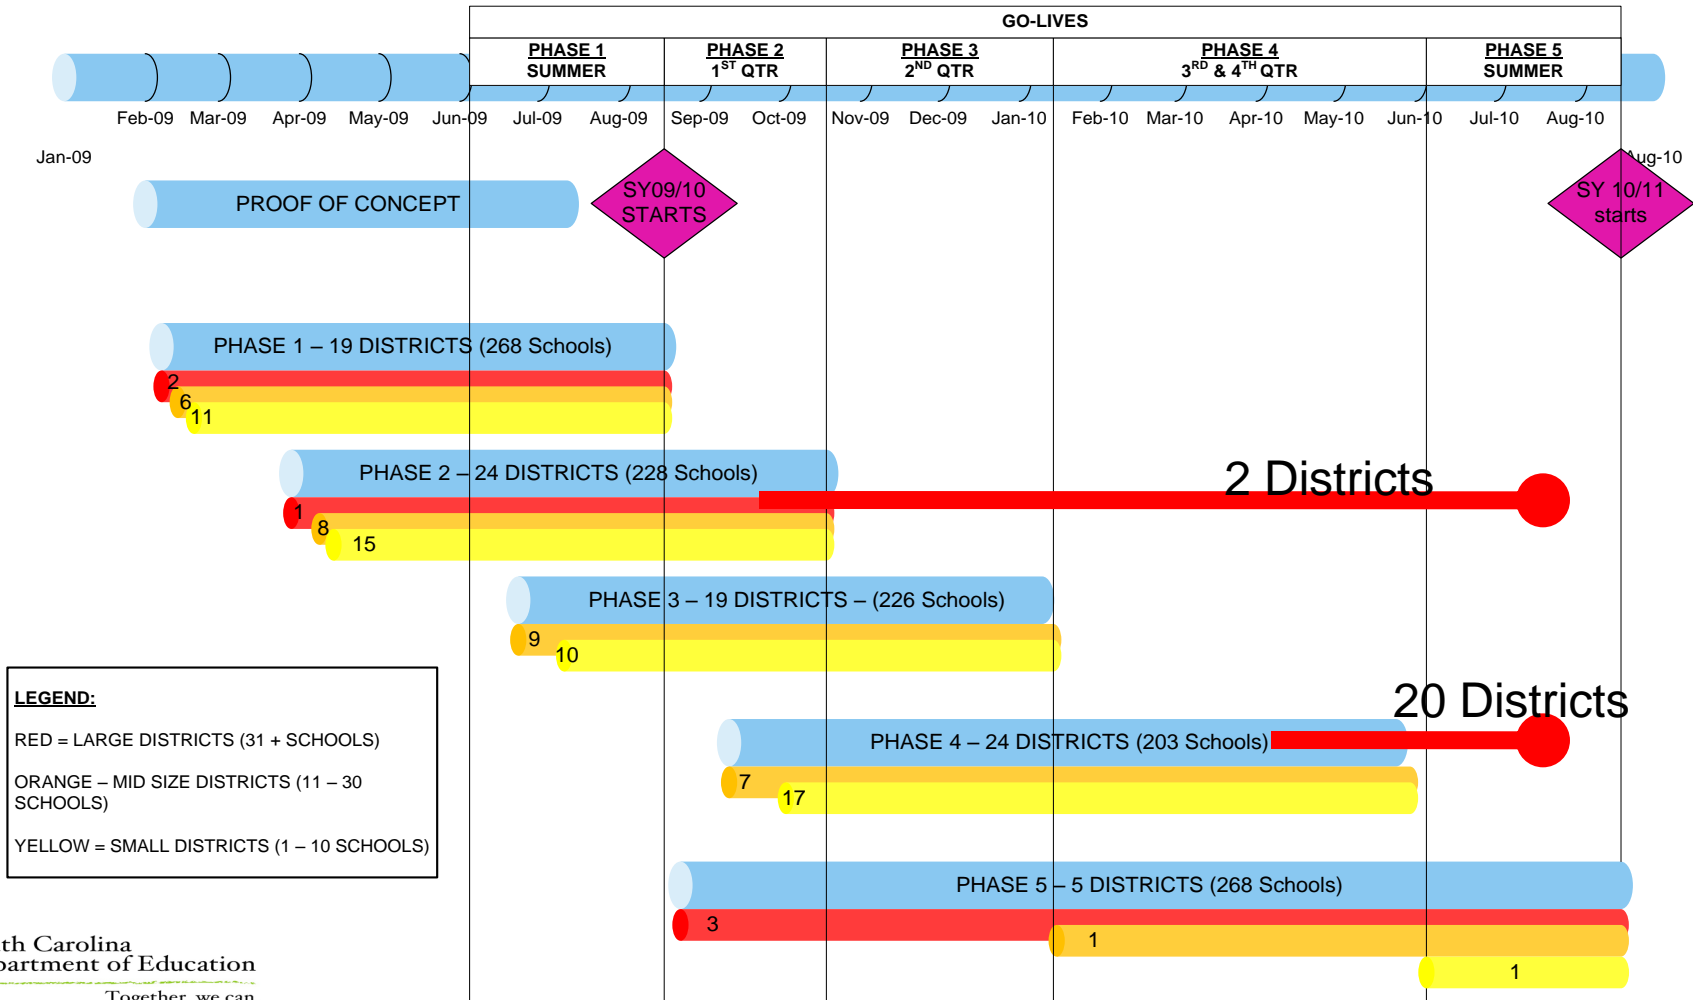 GO-LIVES
PHASE 1
SUMMER
PHASE 2
1ST QTR
PHASE 3
2ND QTR
PHASE 4
3RD & 4TH QTR
PHASE 5
SUMMER
Feb-09 Mar-09 Apr-09 May-09 Jun-09 Jul-09 Aug-09 Sep-09 Oct-09 Nov-09 Dec-09 Jan-10 Feb-10 Mar-10 Apr-10 May-10 Jun-10 Jul-10 Aug-10
Jan-09
Aug-10
PROOF OF CONCEPT
SY09/10
STARTS
SY 10/11
starts
PHASE 1 – 19 DISTRICTS (268 Schools)
2
6
11
PHASE 2 – 24 DISTRICTS (228 Schools)
2 Districts
1
8
15
PHASE 3 – 19 DISTRICTS – (226 Schools)
9
10
20 Districts
PHASE 4 – 24 DISTRICTS (203 Schools)
7
17
PHASE 5 – 5 DISTRICTS (268 Schools)
3
1
1
LEGEND:
RED = LARGE DISTRICTS (31 + SCHOOLS)
ORANGE – MID SIZE DISTRICTS (11 – 30
SCHOOLS)
YELLOW = SMALL DISTRICTS (1 – 10 SCHOOLS)
th Carolina
partment of Education
Together, we can